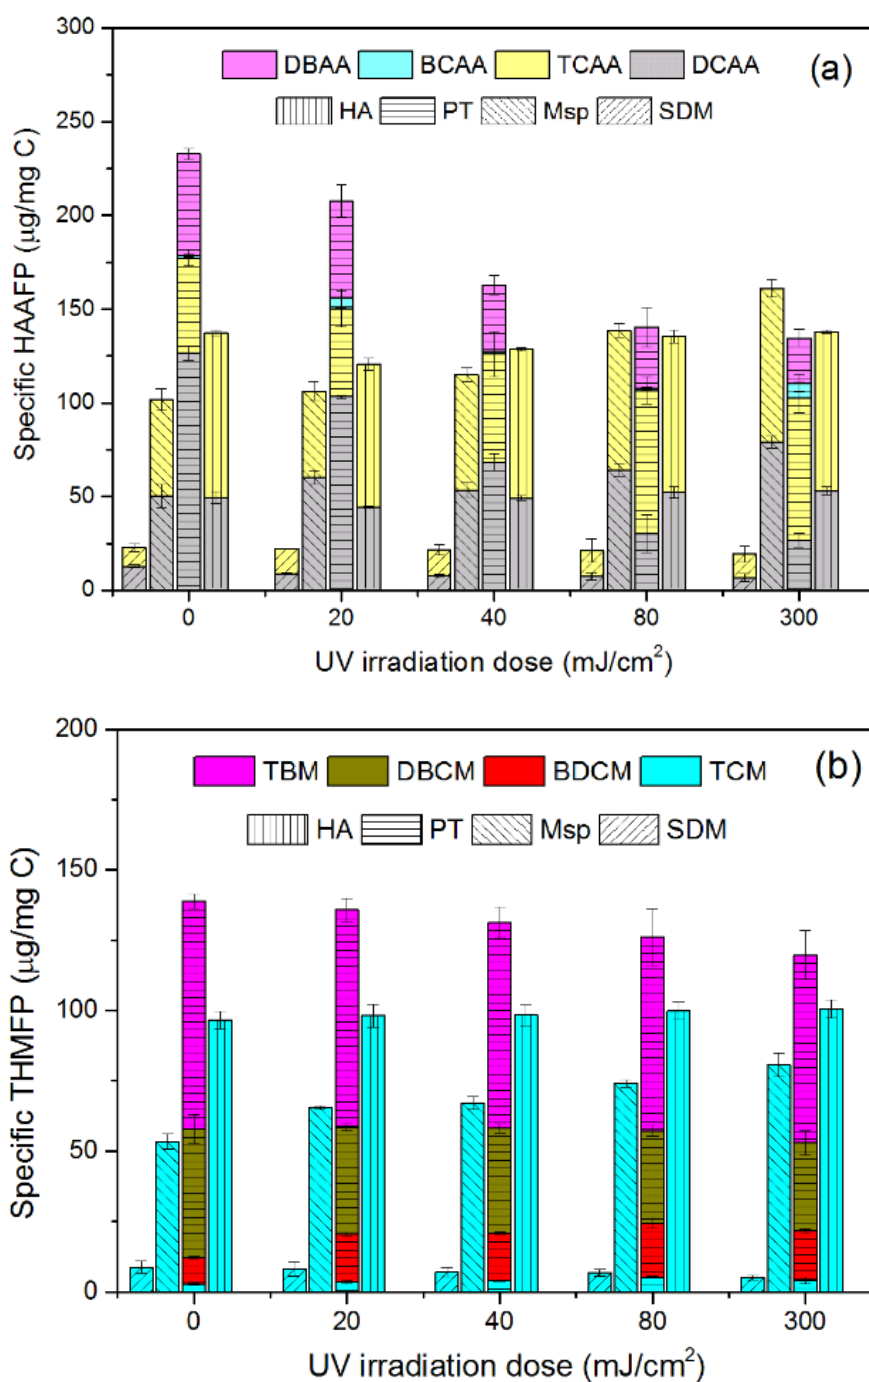 300
250
200
150
100
50
0
Specific HAAFP (μg/mg C)
DBAA BCAA TCAA DCAA (a)
HA PT Msp SDM
0 20 40 80 300
UV irradiation dose (mJ/cm²)
200
150
100
50
0
Specific THMFP (μg/mg C)
TBM DBCM BDCM TCM (b)
HA PT Msp SDM
0 20 40 80 300
UV irradiation dose (mJ/cm²)